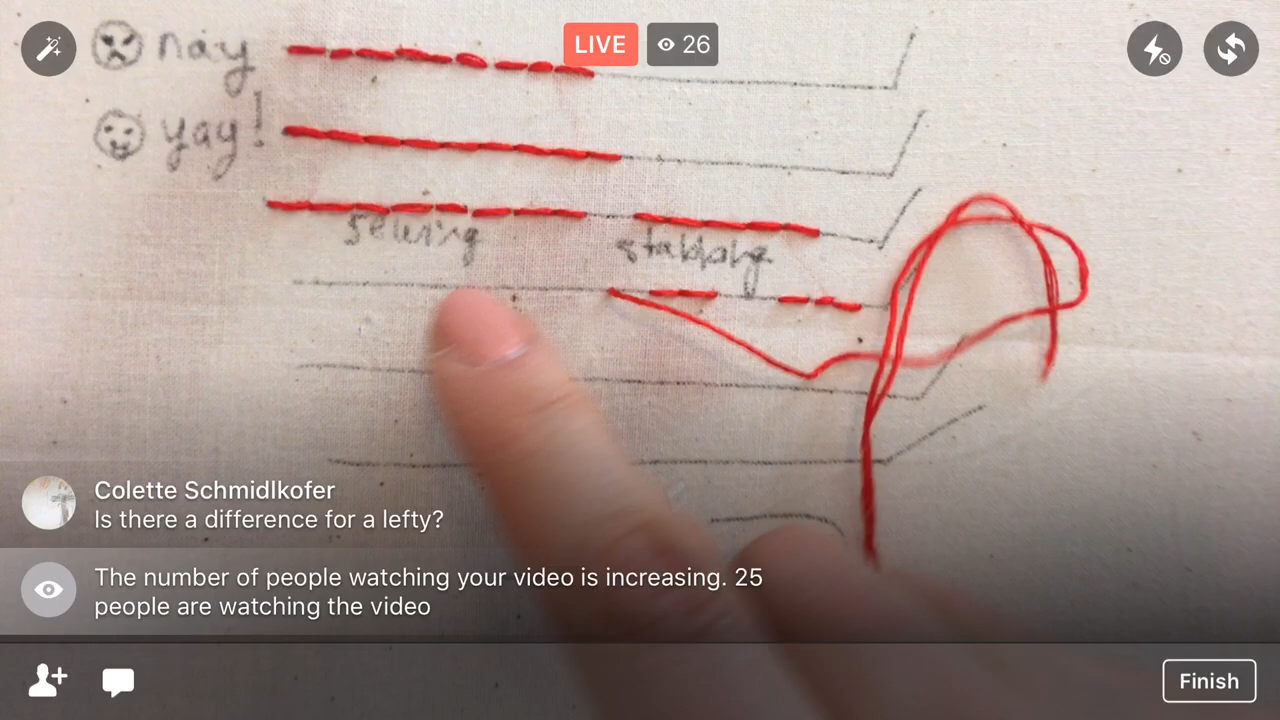 LIVE 26
nay
yay!
sewing stabbing
Colette Schmidlkofer
Is there a difference for a lefty?
The number of people watching your video is increasing. 25
people are watching the video
Finish